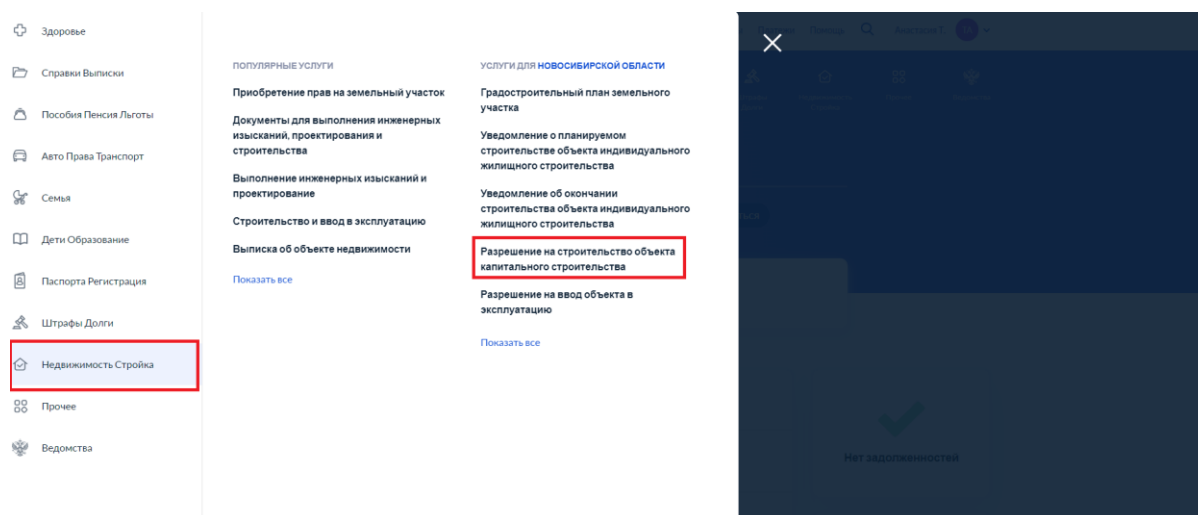 Здоровье
Справки Выписки
Пособия Пенсия Льготы
Авто Права Транспорт
Семья
Дети Образование
Паспорта Регистрация
Штрафы Долги
Недвижимость Стройка
Прочее
Ведомства
ПОПУЛЯРНЫЕ УСЛУГИ
Приобретение прав на земельный участок
Документы для выполнения инженерных
изысканий, проектирования и
строительства
Выполнение инженерных изысканий и
проектирование
Строительство и ввод в эксплуатацию
Выписка об объекте недвижимости
Показать все
УСЛУГИ ДЛЯ НОВОСИБИРСКОЙ ОБЛАСТИ
Градостроительный план земельного
участка
Уведомление о планируемом
строительстве объекта индивидуального
жилищного строительства
Уведомление об окончании
строительства объекта индивидуального
жилищного строительства
Разрешение на строительство объекта
капитального строительства
Разрешение на ввод объекта в
эксплуатацию
Показать все
Помощь
Нет задолженностей